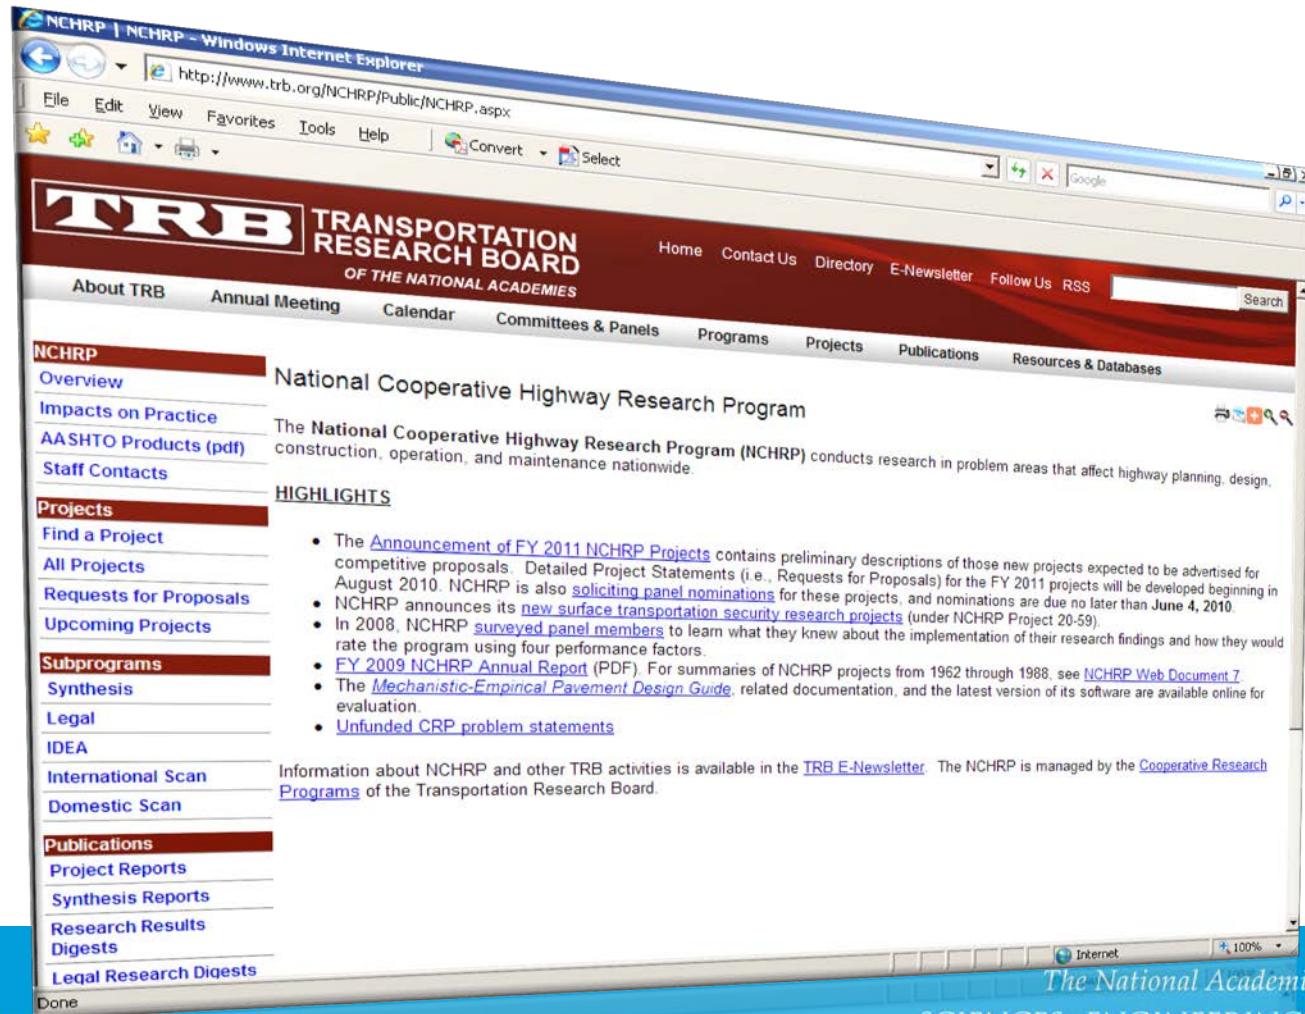 NCHRP | NCHRP - Windows Internet Explorer
http://www.trb.org/NCHRP/Public/NCHRP.aspx
Google
File Edit View Favorites Tools Help Convert Select
TRB TRANSPORTATION
RESEARCH BOARD
OF THE NATIONAL ACADEMIES
Home Contact Us Directory E-Newsletter Follow Us RSS Search
About TRB Annual Meeting Calendar Committees & Panels Programs Projects Publications Resources & Databases
NCHRP
Overview
Impacts on Practice
AASHTO Products (pdf)
Staff Contacts
Projects
Find a Project
All Projects
Requests for Proposals
Upcoming Projects
Subprograms
Synthesis
Legal
IDEA
International Scan
Domestic Scan
Publications
Project Reports
Synthesis Reports
Research Results
Digests
Legal Research Digests
National Cooperative Highway Research Program
The National Cooperative Highway Research Program (NCHRP) conducts research in problem areas that affect highway planning, design,
construction, operation, and maintenance nationwide.
HIGHLIGHTS
• The Announcement of FY 2011 NCHRP Projects contains preliminary descriptions of those new projects expected to be advertised for
competitive proposals. Detailed Project Statements (i.e., Requests for Proposals) for the FY 2011 projects will be developed beginning in
August 2010. NCHRP is also soliciting panel nominations for these projects, and nominations are due no later than June 4, 2010.
• NCHRP announces its new surface transportation security research projects (under NCHRP Project 20-59).
• In 2008, NCHRP surveyed panel members to learn what they knew about the implementation of their research findings and how they would
rate the program using four performance factors.
• FY 2009 NCHRP Annual Report (PDF). For summaries of NCHRP projects from 1962 through 1988, see NCHRP Web Document 7.
• The Mechanistic-Empirical Pavement Design Guide, related documentation, and the latest version of its software are available online for
evaluation.
• Unfunded CRP problem statements
Information about NCHRP and other TRB activities is available in the TRB E-Newsletter. The NCHRP is managed by the Cooperative Research
Programs of the Transportation Research Board.
Done
Internet
100%
The National Academi